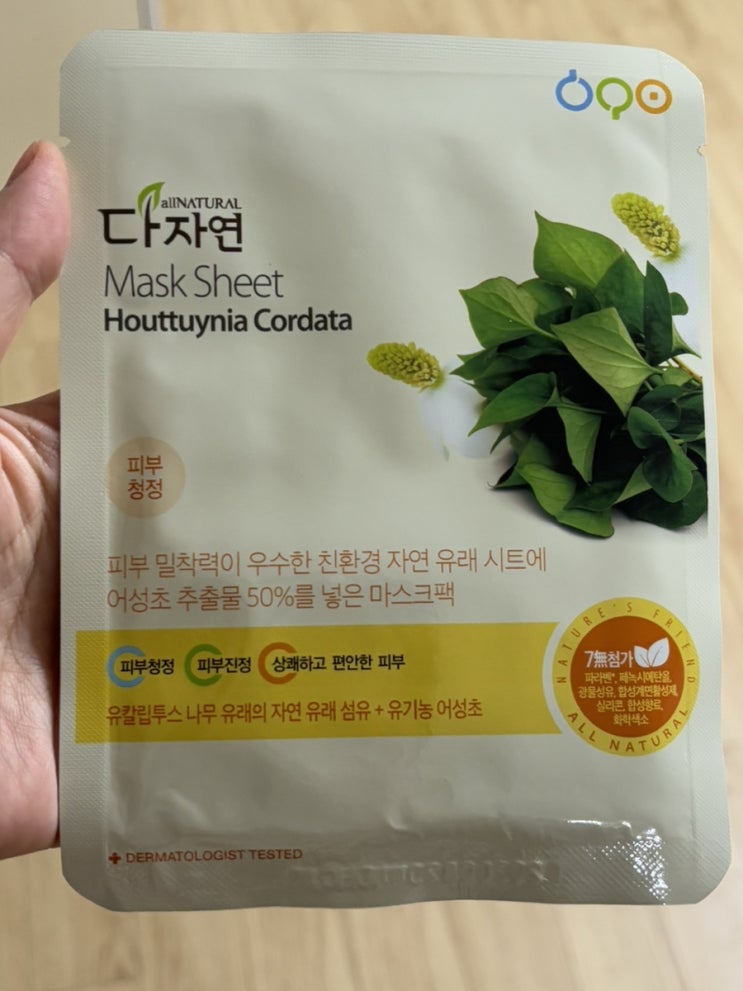 allNATURAL
다자연
Mask Sheet
Houttuynia Cordata
피부
청정
피부 밀착력이 우수한 친환경 자연 유래 시트에
어성초 추출물 50%를 넣은 마스크팩
피부청정 피부진정 상쾌하고 편안한 피부
유칼립투스 나무 유래의 자연 유래 섬유 + 유기농 어성초
NATURE'S FRIEND
7無첨가
파라벤*, 페녹시에탄올,
광물성유, 합성계면활성제,
실리콘, 합성향료,
화학색소
ALL NATURAL
DERMATOLOGIST TESTED